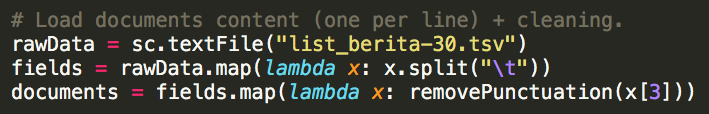 # Load documents content (one per line) + cleaning.
rawData = sc.textFile("list_berita-30.tsv")
fields = rawData.map(lambda x: x.split("\t"))
documents = fields.map(lambda x: removePunctuation(x[3]))